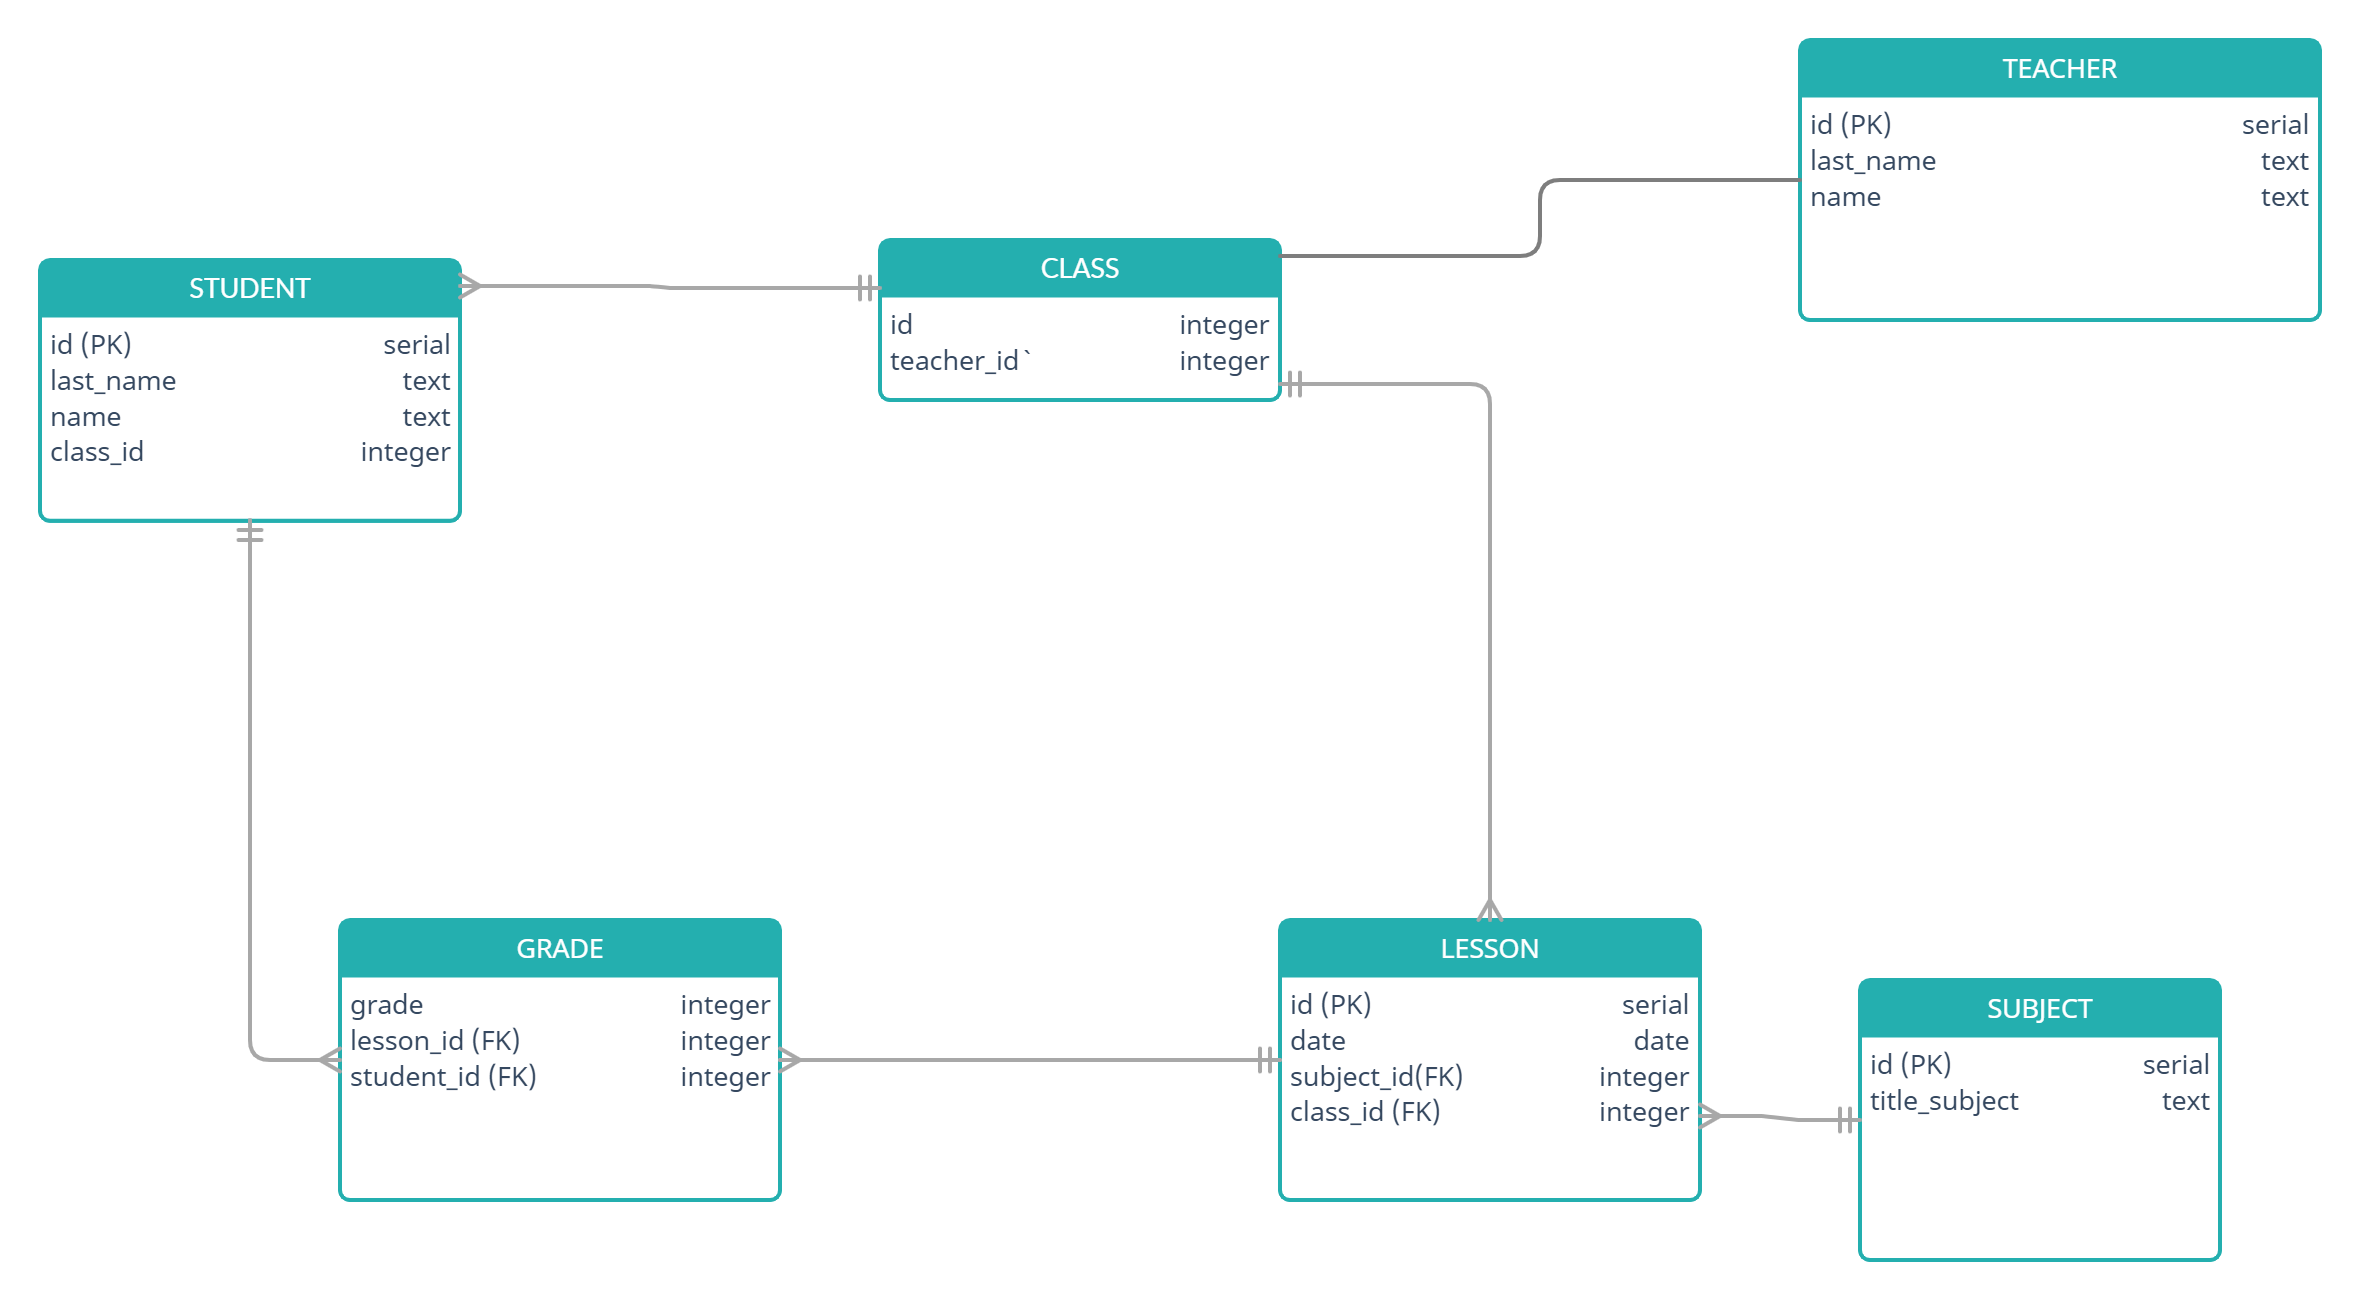 TEACHER
id (PK) serial
last_name text
name text
CLASS
id integer
teacher_id` integer
STUDENT
id (PK) serial
last_name text
name text
class_id integer
GRADE
grade integer
lesson_id (FK) integer
student_id (FK) integer
LESSON
id (PK) serial
date date
subject_id(FK) integer
class_id (FK) integer
SUBJECT
id (PK) serial
title_subject text